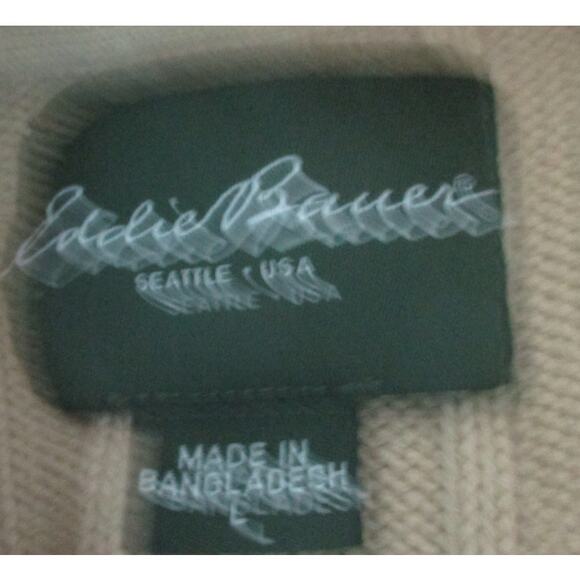 Eddie Bauer®
SEATTLE • USA
MADE IN
BANGLADESH
L